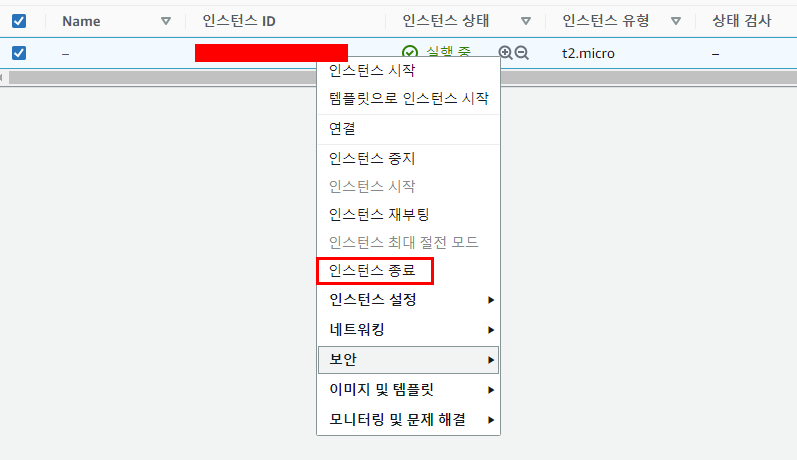 Name 인스턴스 ID 인스턴스 상태 인스턴스 유형 상태 검사
– 실행 중 t2.micro –
인스턴스 시작
템플릿으로 인스턴스 시작
연결
인스턴스 중지
인스턴스 시작
인스턴스 재부팅
인스턴스 최대 절전 모드
인스턴스 종료
인스턴스 설정
네트워킹
보안
이미지 및 템플릿
모니터링 및 문제 해결